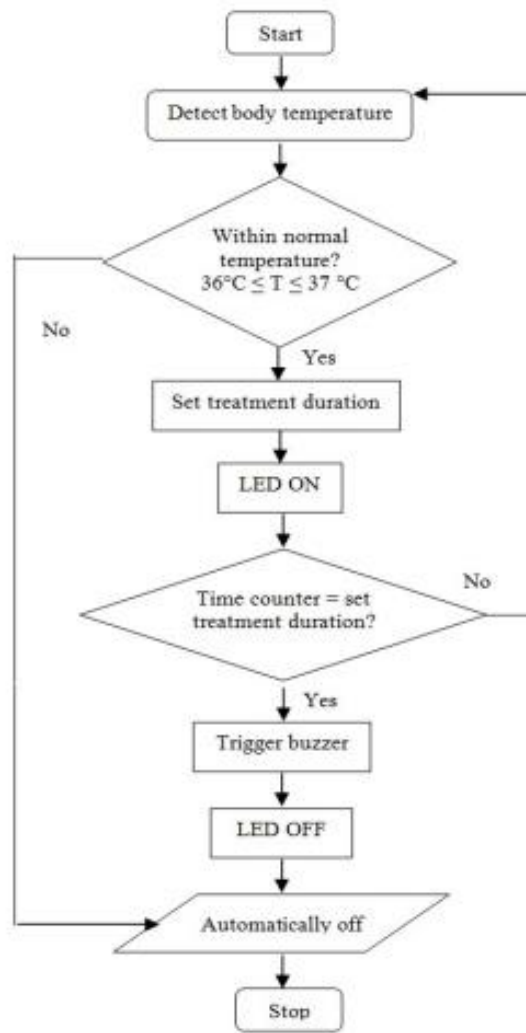 Start
Detect body temperature
Within normal
temperature?
36°C ≤ T ≤ 37 °C
No
Yes
Set treatment duration
LED ON
No
Time counter = set
treatment duration?
Yes
Trigger buzzer
LED OFF
Automatically off
Stop